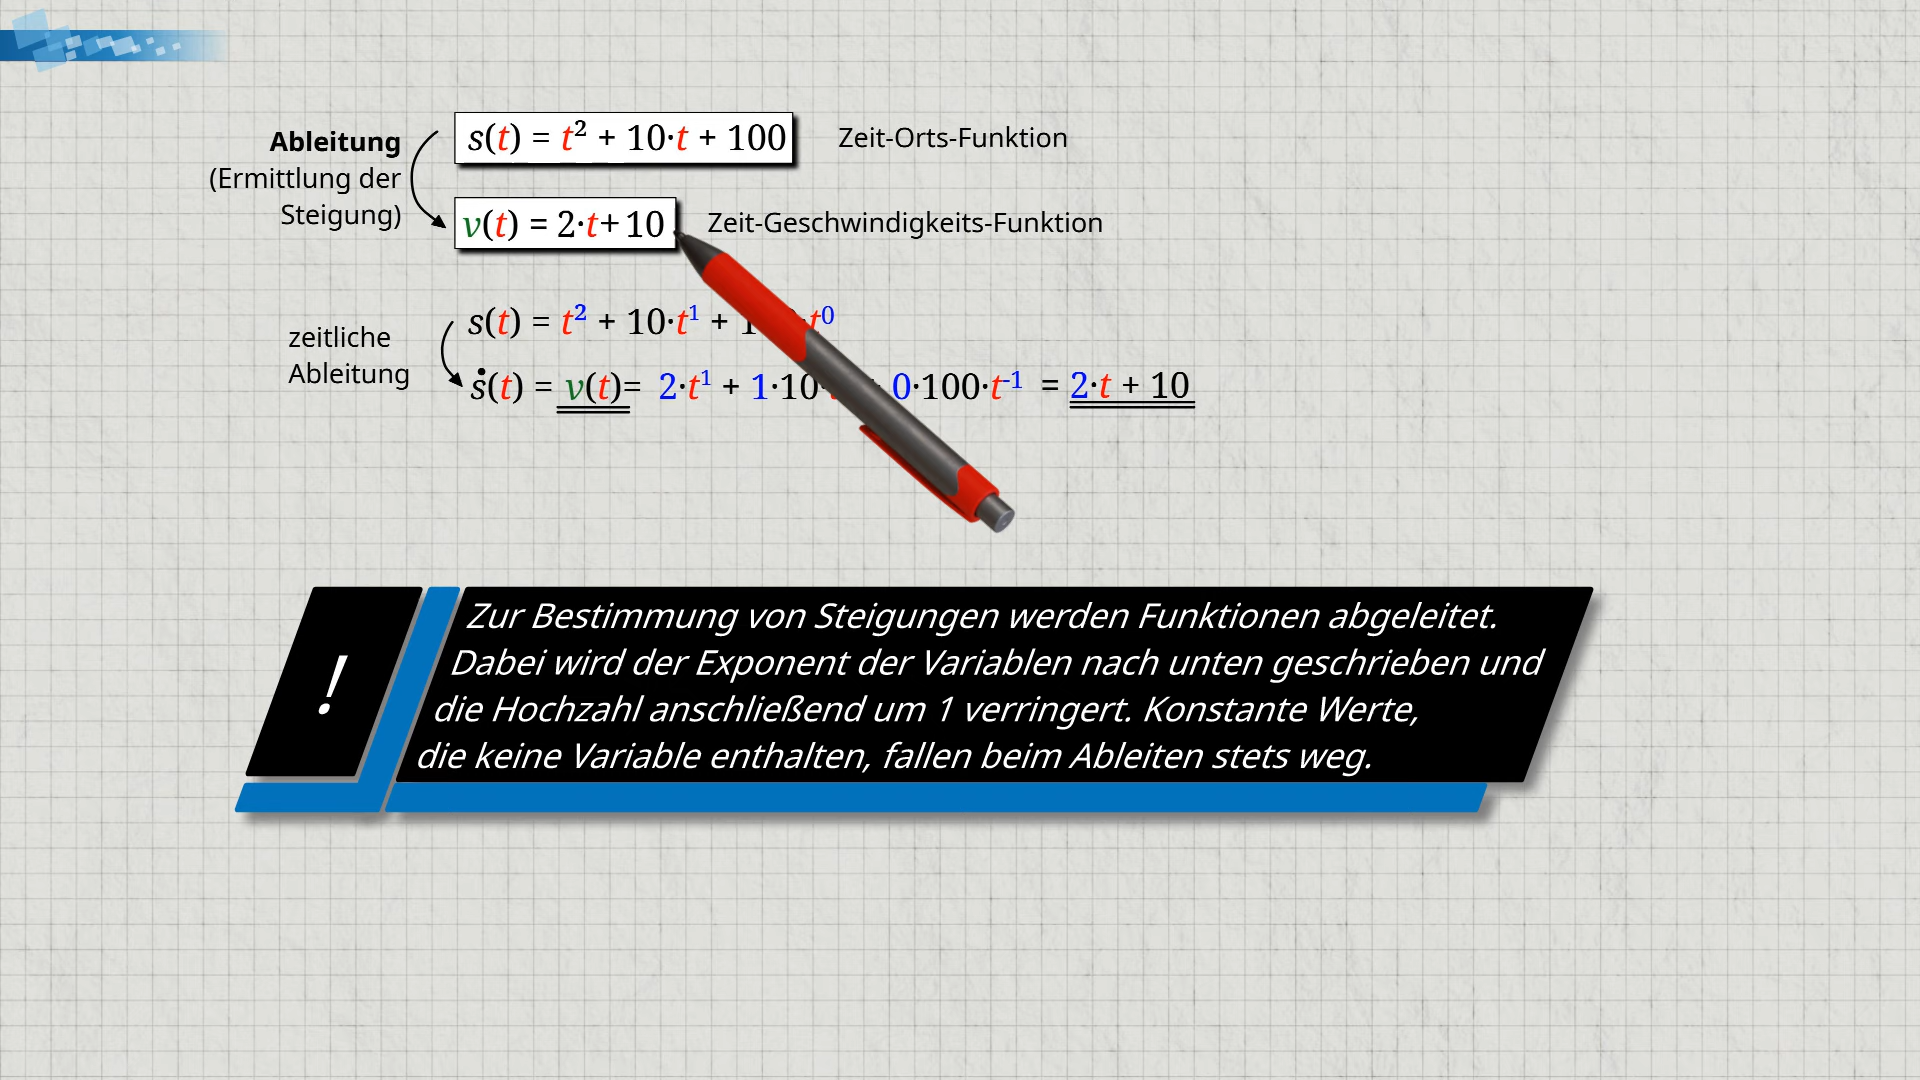 Ableitung
(Ermittlung der
Steigung)
s(t) = t² + 10·t + 100
Zeit-Orts-Funktion
v(t) = 2·t+ 10
Zeit-Geschwindigkeits-Funktion
zeitliche
Ableitung
s(t) = t² + 10·t¹ + 1 t⁰
ṡ(t) = v(t)= 2·t¹ + 1·10· 0·100·t⁻¹ = 2·t + 10
!
Zur Bestimmung von Steigungen werden Funktionen abgeleitet.
Dabei wird der Exponent der Variablen nach unten geschrieben und
die Hochzahl anschließend um 1 verringert. Konstante Werte,
die keine Variable enthalten, fallen beim Ableiten stets weg.